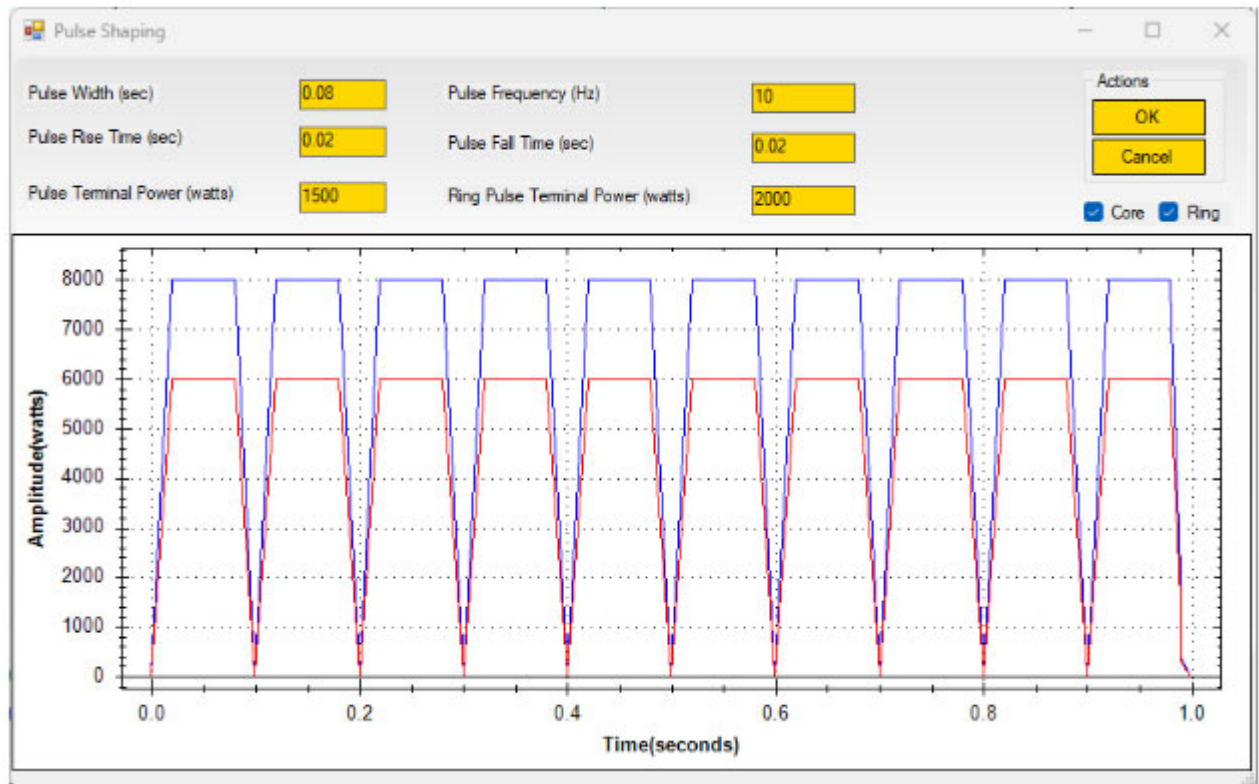 Pulse Shaping
Pulse Width (sec) 0.08 Pulse Frequency (Hz) 10
Actions
OK
Pulse Rise Time (sec) 0.02 Pulse Fall Time (sec) 0.02
Cancel
Pulse Terminal Power (watts) 1500 Ring Pulse Terminal Power (watts) 2000
Core Ring
8000
7000
6000
5000
4000
3000
2000
1000
0
Amplitude(watts)
0.0 0.2 0.4 0.6 0.8 1.0
Time(seconds)